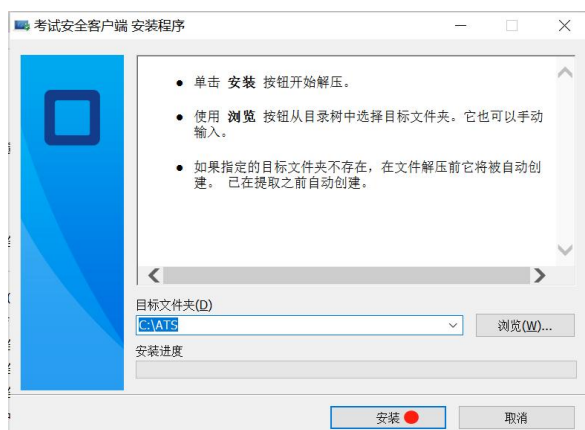 考试安全客户端 安装程序
● 单击 安装 按钮开始解压。
● 使用 浏览 按钮从目录树中选择目标文件夹。它也可以手动
输入。
● 如果指定的目标文件夹不存在，在文件解压前它将被自动创
建。 已在提取之前自动创建。
目标文件夹(D)
C:\ATS
浏览(W)...
安装进度
安装
取消